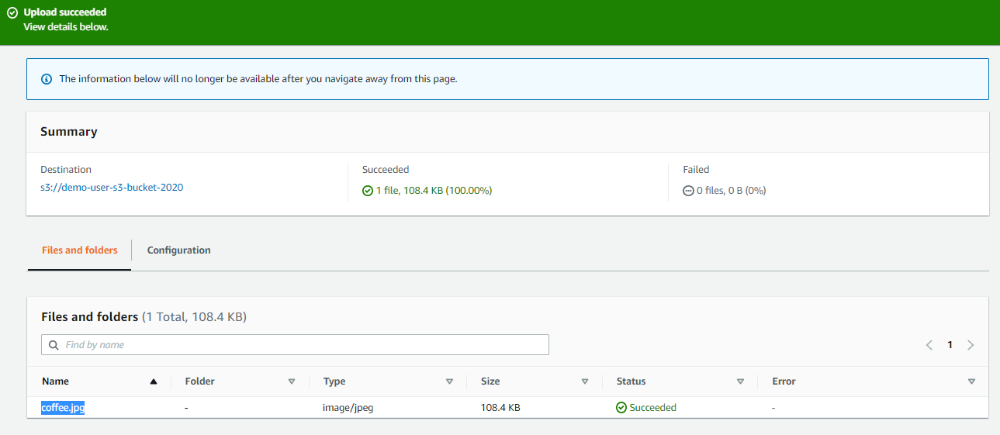 Upload succeeded
View details below.
The information below will no longer be available after you navigate away from this page.
Summary
Destination
s3://demo-user-s3-bucket-2020
Succeeded
1 file, 108.4 KB (100.00%)
Failed
0 files, 0 B (0%)
Files and folders
Configuration
Files and folders (1 Total, 108.4 KB)
Find by name
1
Name Folder Type Size Status Error
coffee.jpg - image/jpeg 108.4 KB Succeeded -